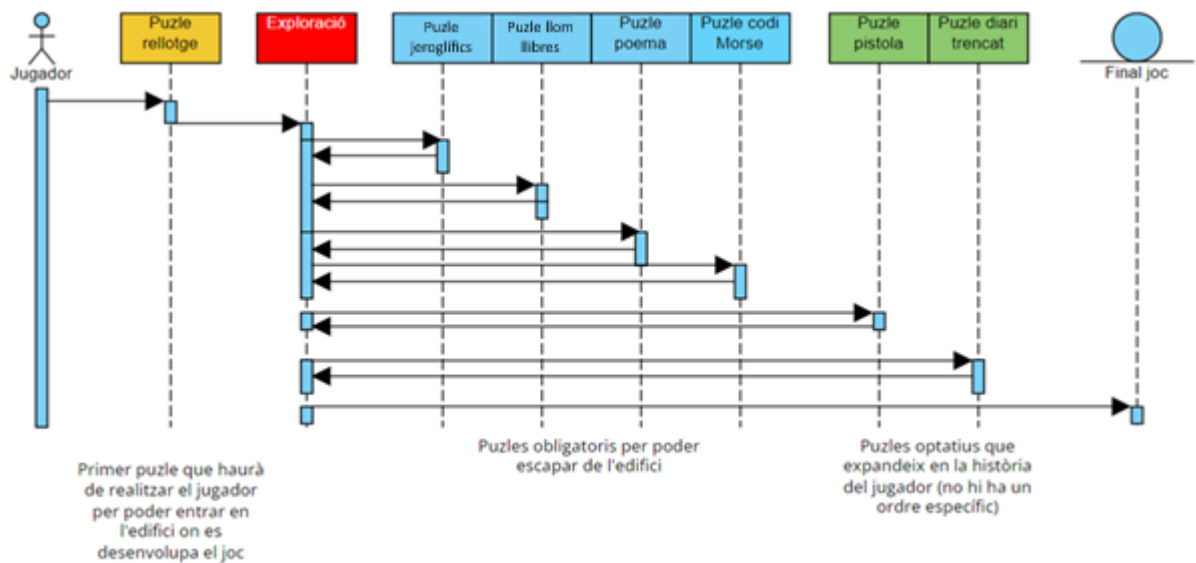 Jugador
Puzle
rellotge
Exploració
Puzle
jeroglífics
Puzle llom
llibres
Puzle
poema
Puzle codi
Morse
Puzle
pistola
Puzle diari
trencat
Final joc
Primer puzle que haurà
de realitzar el jugador
per poder entrar en
l'edifici on es
desenvolupa el joc
Puzles obligatoris per poder
escapar de l'edifici
Puzles optatius que
expandeix en la història
del jugador (no hi ha un
ordre específic)